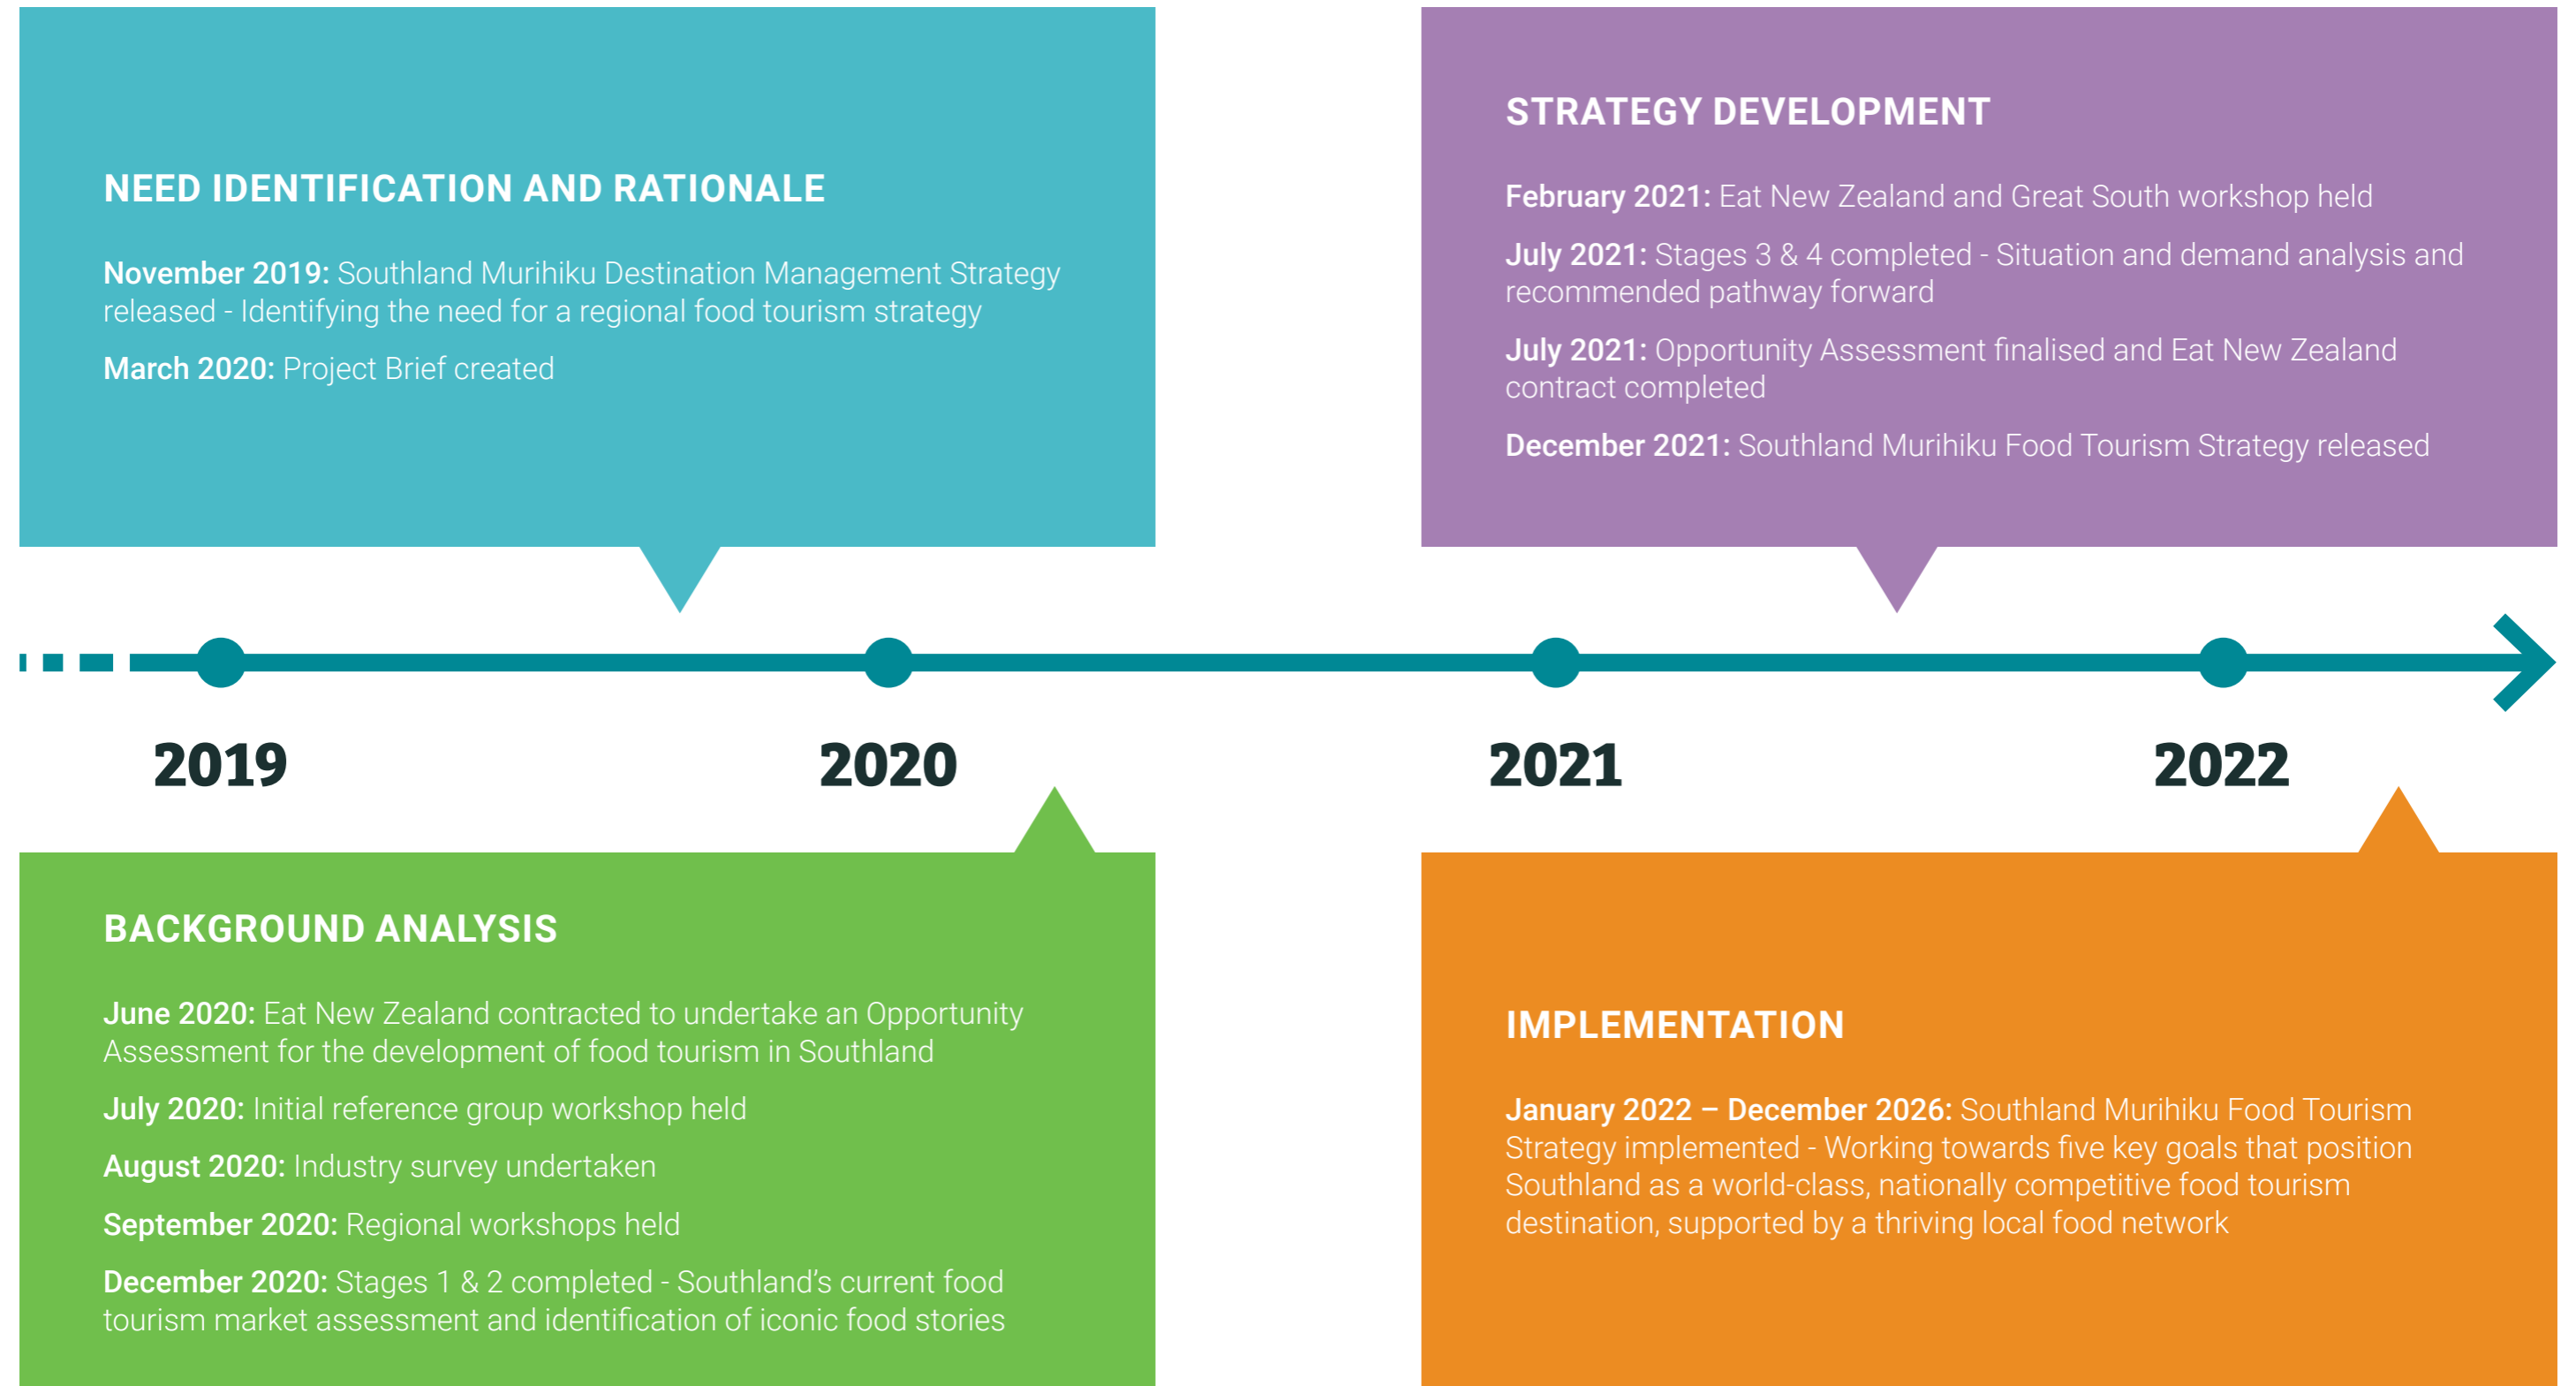 NEED IDENTIFICATION AND RATIONALE
November 2019: Southland Murihiku Destination Management Strategy
released - Identifying the need for a regional food tourism strategy
March 2020: Project Brief created
STRATEGY DEVELOPMENT
February 2021: Eat New Zealand and Great South workshop held
July 2021: Stages 3 & 4 completed - Situation and demand analysis and
recommended pathway forward
July 2021: Opportunity Assessment finalised and Eat New Zealand
contract completed
December 2021: Southland Murihiku Food Tourism Strategy released
2019
2020
2021
2022
BACKGROUND ANALYSIS
June 2020: Eat New Zealand contracted to undertake an Opportunity
Assessment for the development of food tourism in Southland
July 2020: Initial reference group workshop held
August 2020: Industry survey undertaken
September 2020: Regional workshops held
December 2020: Stages 1 & 2 completed - Southland's current food
tourism market assessment and identification of iconic food stories
IMPLEMENTATION
January 2022 – December 2026: Southland Murihiku Food Tourism
Strategy implemented - Working towards five key goals that position
Southland as a world-class, nationally competitive food tourism
destination, supported by a thriving local food network